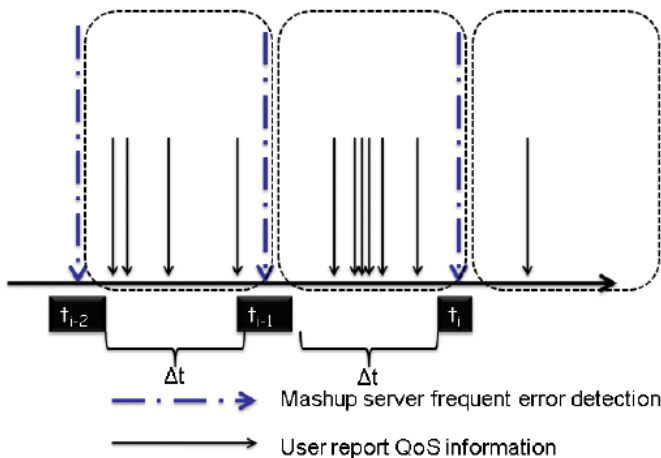 tᵢ₋₂ tᵢ₋₁ tᵢ
Δt Δt
Mashup server frequent error detection
User report QoS information